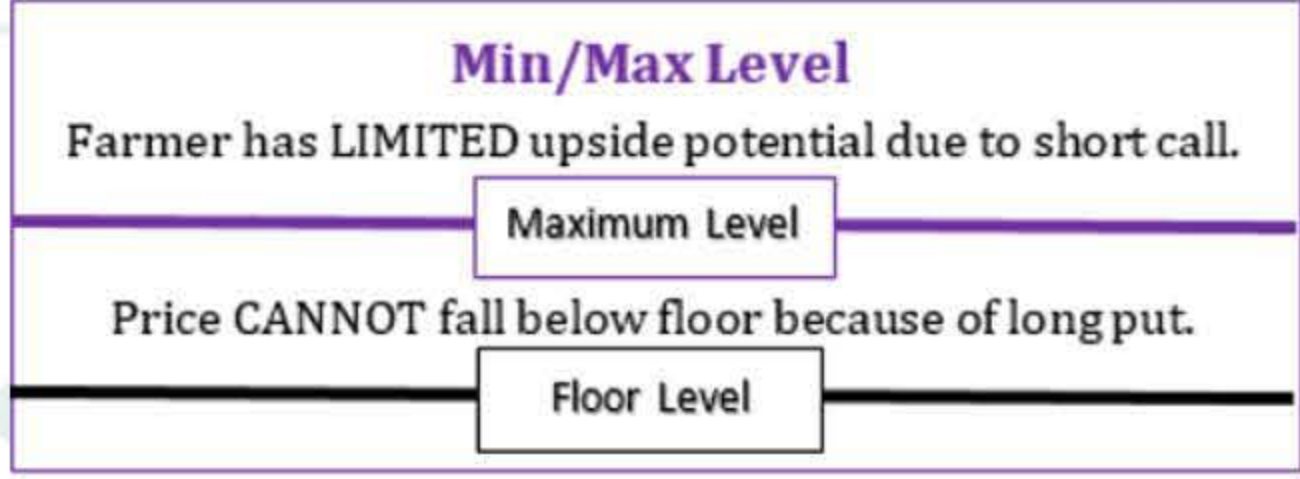 Min/Max Level
Farmer has LIMITED upside potential due to short call.
Maximum Level
Price CANNOT fall below floor because of long put.
Floor Level